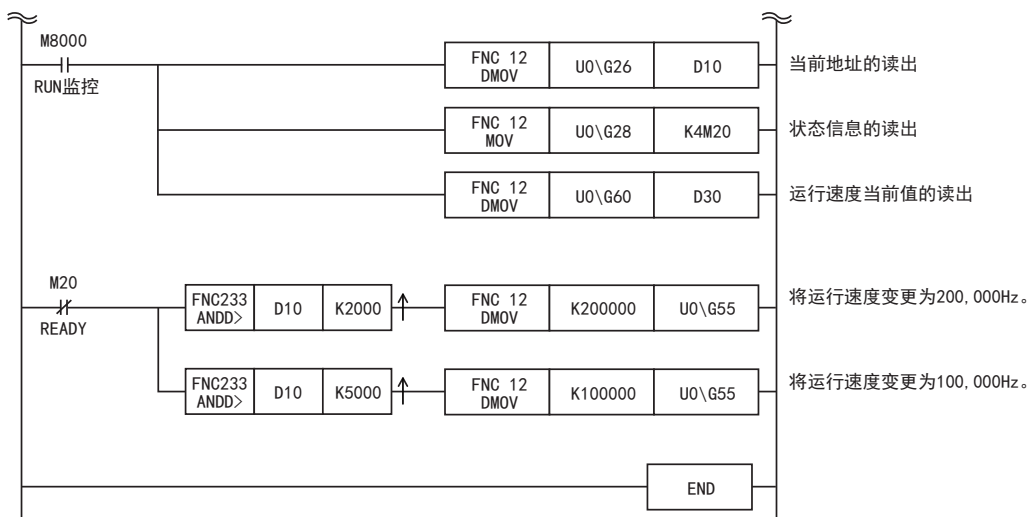 M8000
RUN监控
FNC 12
DMOV
U0\G26
D10
当前地址的读出
FNC 12
MOV
U0\G28
K4M20
状态信息的读出
FNC 12
DMOV
U0\G60
D30
运行速度当前值的读出
M20
READY
FNC233
ANDD>
D10
K2000
FNC 12
DMOV
K200000
U0\G55
将运行速度变更为200,000Hz。
FNC233
ANDD>
D10
K5000
FNC 12
DMOV
K100000
U0\G55
将运行速度变更为100,000Hz。
END